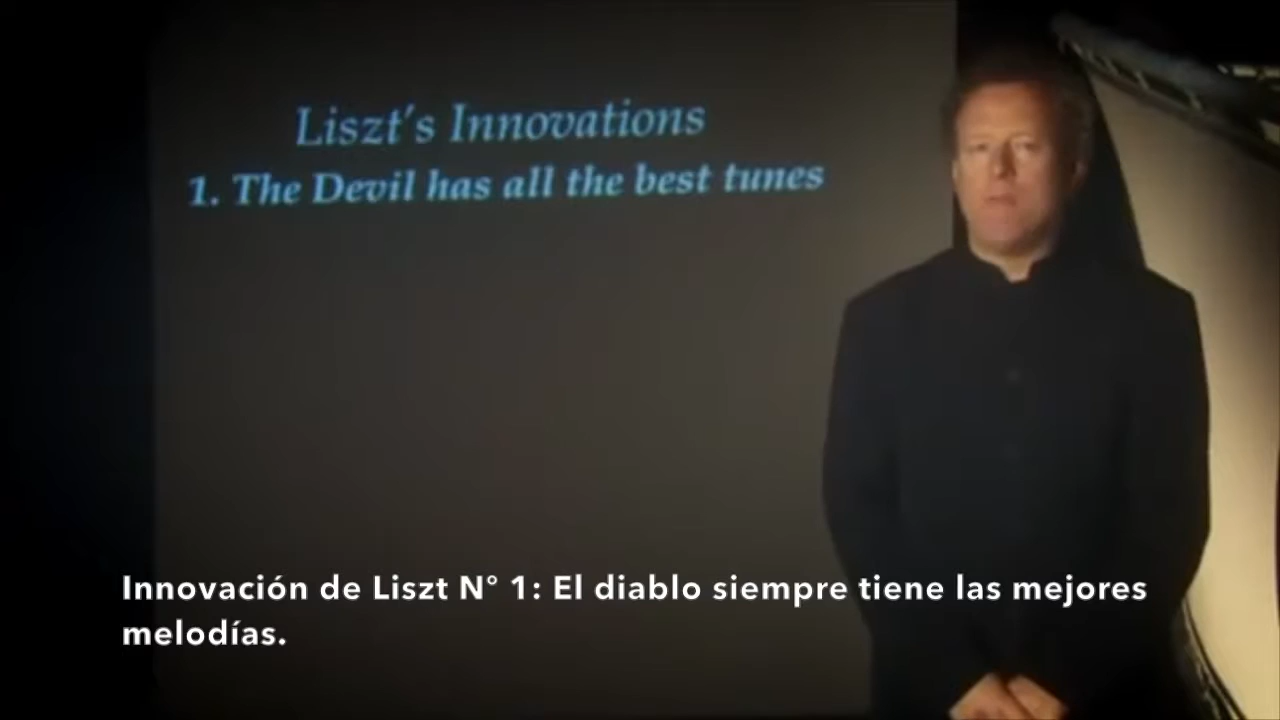 Liszt's Innovations
1. The Devil has all the best tunes
Innovación de Liszt N° 1: El diablo siempre tiene las mejores
melodías.